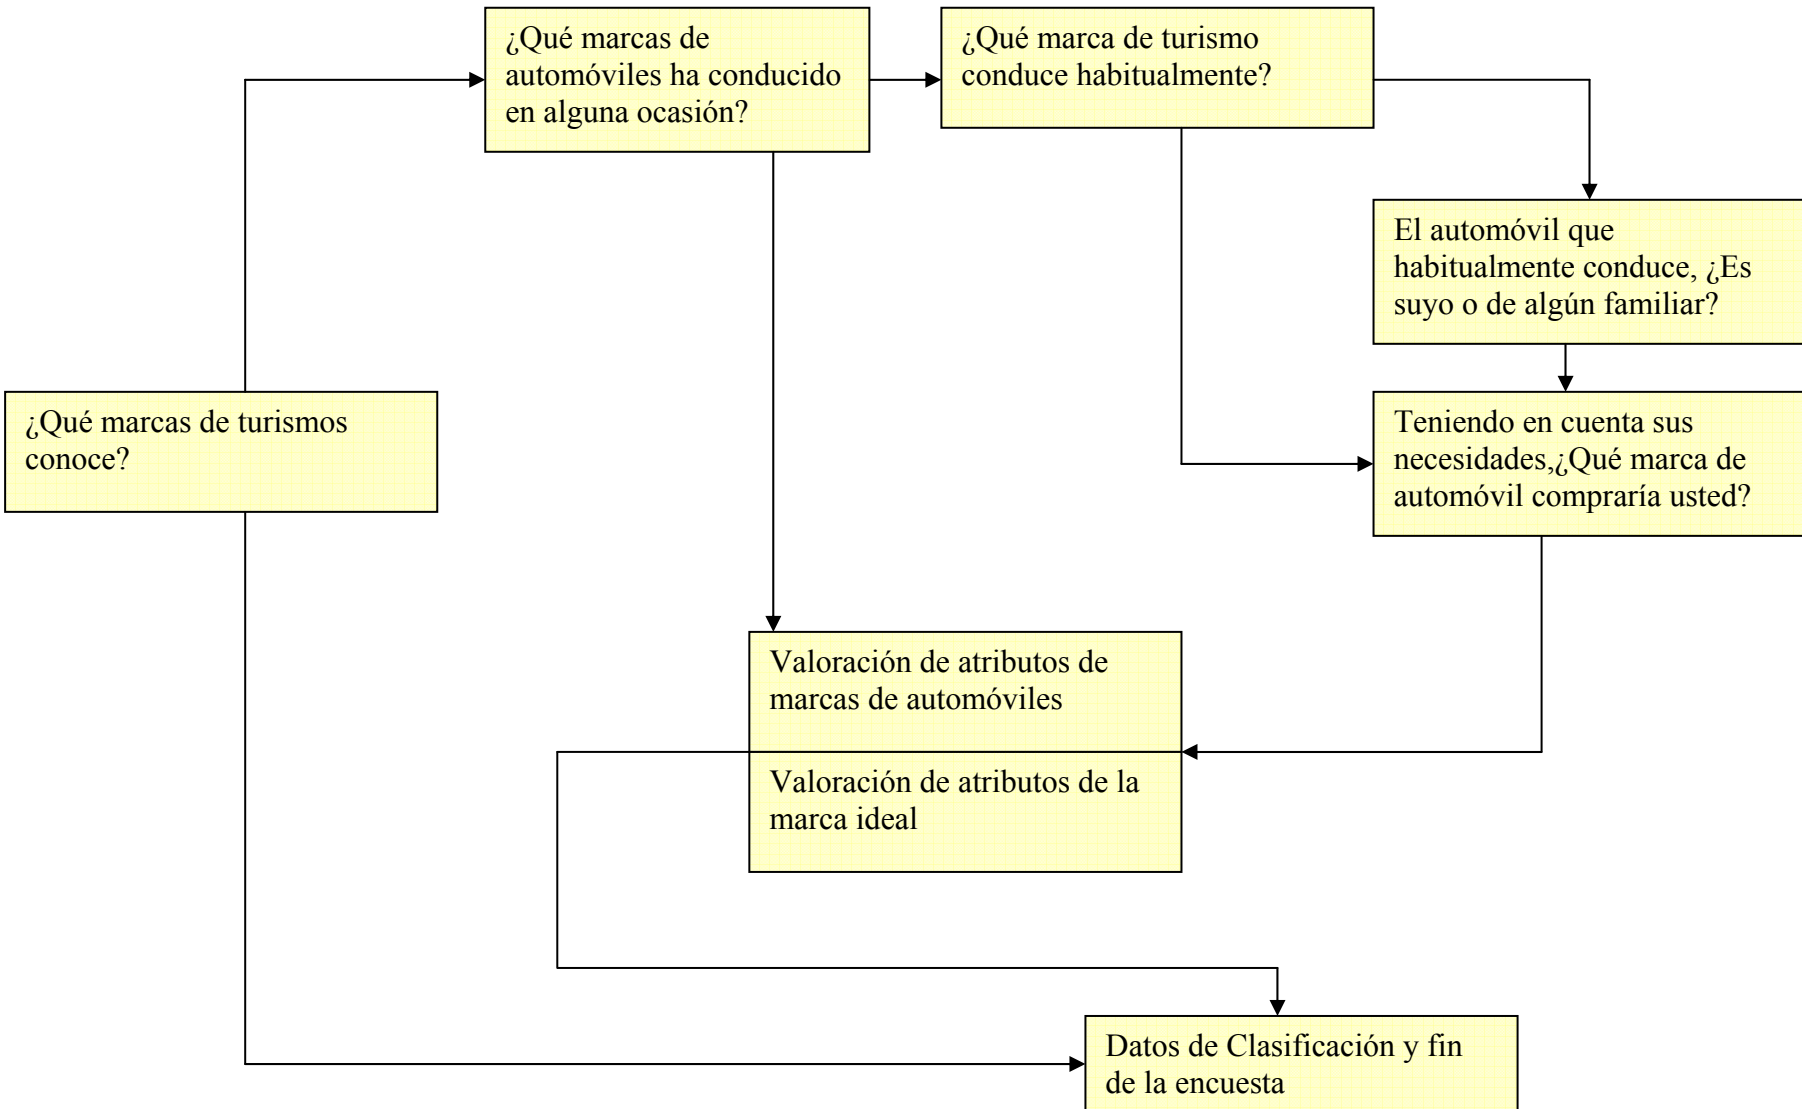 ¿Qué marcas de
automóviles ha conducido
en alguna ocasión?
¿Qué marca de turismo
conduce habitualmente?
El automóvil que
habitualmente conduce, ¿Es
suyo o de algún familiar?
¿Qué marcas de turismos
conoce?
Teniendo en cuenta sus
necesidades,¿Qué marca de
automóvil compraría usted?
Valoración de atributos de
marcas de automóviles
Valoración de atributos de la
marca ideal
Datos de Clasificación y fin
de la encuesta